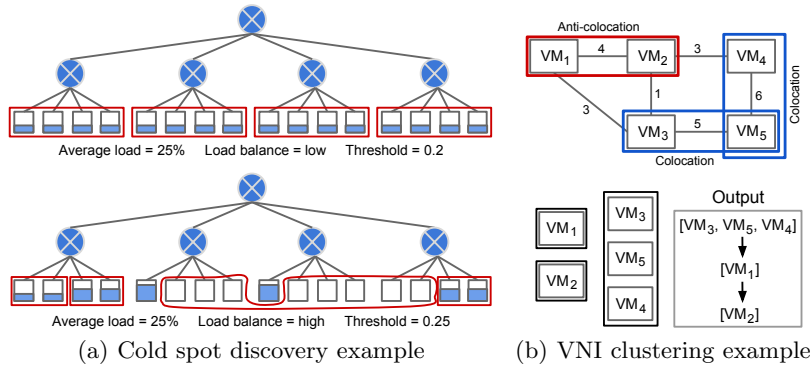 Average load = 25% Load balance = low Threshold = 0.2
Average load = 25% Load balance = high Threshold = 0.25
(a) Cold spot discovery example
Anti-colocation
VM1 4 VM2 3 VM4
3 1 6
VM3 5 VM5
Colocation
Colocation
VM1
VM2
VM3
VM5
VM4
Output
[VM3, VM5, VM4]
[VM1]
[VM2]
(b) VNI clustering example